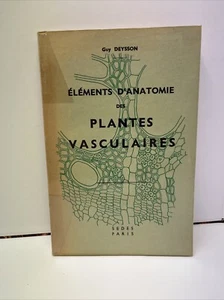 Guy DEYSSON
ÉLÉMENTS D'ANATOMIE
DES
PLANTES
VASCULAIRES
SEDES
PARIS